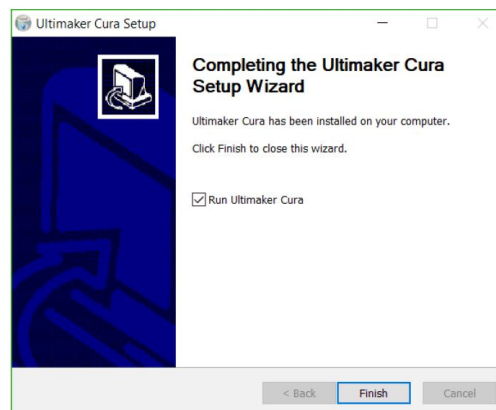 Ultimaker Cura Setup
Completing the Ultimaker Cura
Setup Wizard
Ultimaker Cura has been installed on your computer.
Click Finish to close this wizard.
Run Ultimaker Cura
< Back Finish Cancel